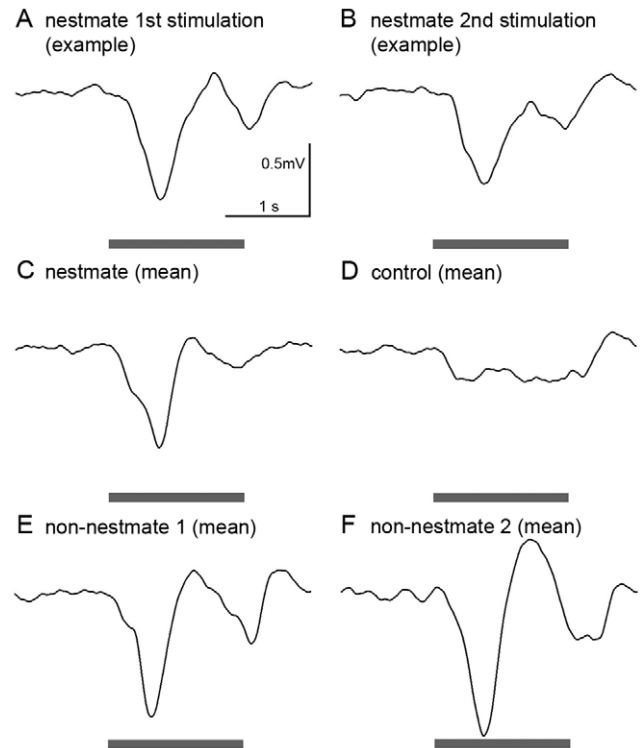 A nestmate 1st stimulation
(example)
B nestmate 2nd stimulation
(example)
0.5mV
1 s
C nestmate (mean)
D control (mean)
E non-nestmate 1 (mean)
F non-nestmate 2 (mean)